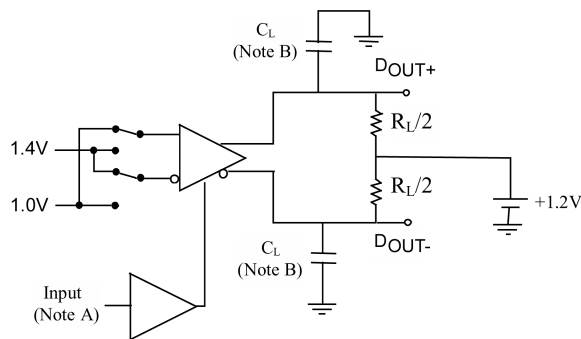 CL
(Note B)
DOUT+
RL/2
1.4V
1.0V
RL/2
+1.2V
CL
(Note B)
DOUT-
Input
(Note A)